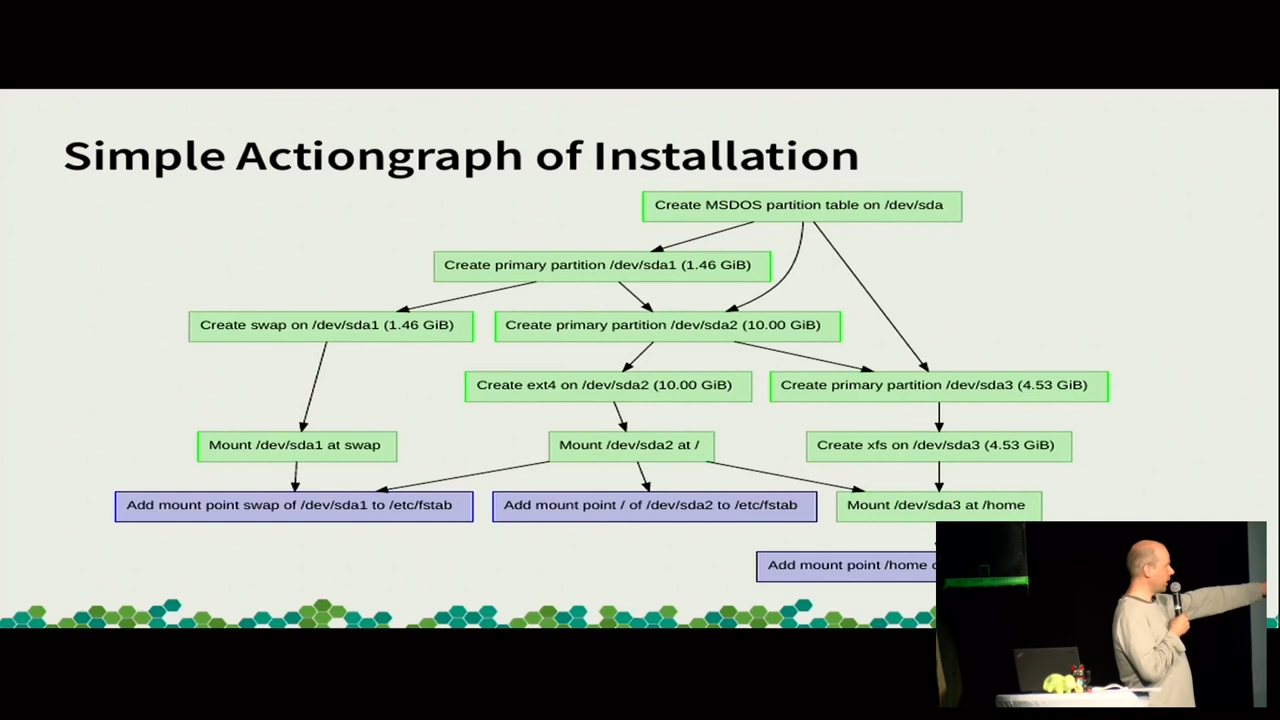 Simple Actiongraph of Installation
Create MSDOS partition table on /dev/sda
Create primary partition /dev/sda1 (1.46 GiB)
Create swap on /dev/sda1 (1.46 GiB)
Create primary partition /dev/sda2 (10.00 GiB)
Create ext4 on /dev/sda2 (10.00 GiB)
Create primary partition /dev/sda3 (4.53 GiB)
Mount /dev/sda1 at swap
Mount /dev/sda2 at /
Create xfs on /dev/sda3 (4.53 GiB)
Add mount point swap of /dev/sda1 to /etc/fstab
Add mount point / of /dev/sda2 to /etc/fstab
Mount /dev/sda3 at /home
Add mount point /home